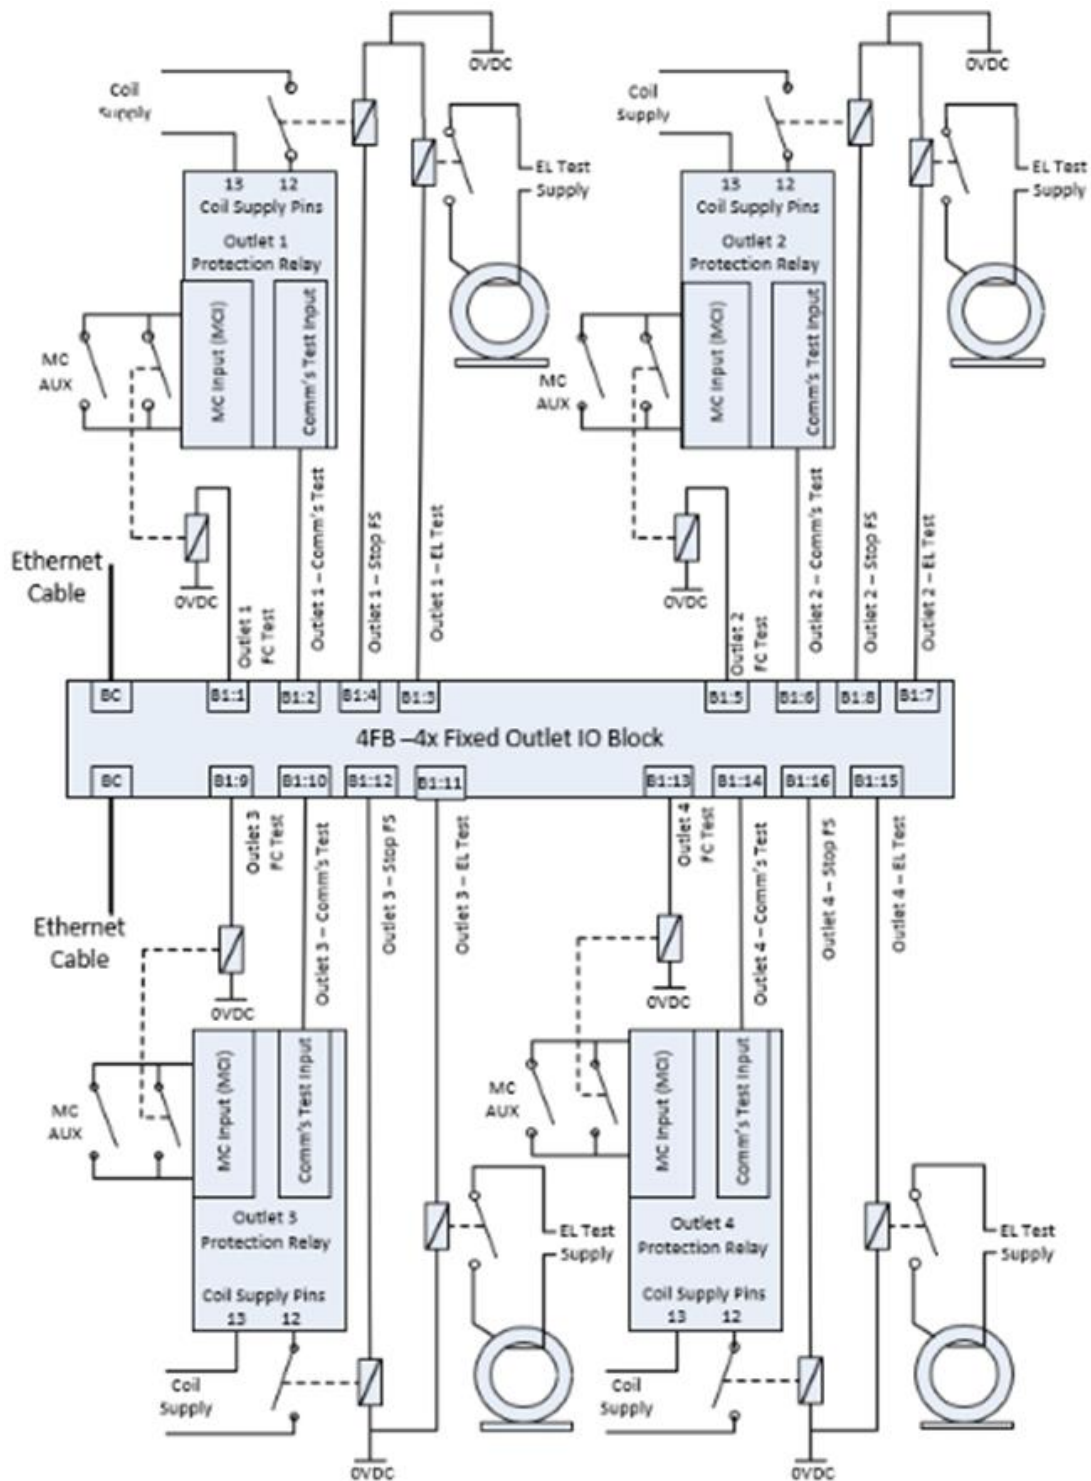 0VDC
0VDC
Coil
Supply
Coil
Supply
EL Test
Supply
EL Test
Supply
13 12
Coil Supply Pins
Outlet 1
Protection Relay
13 12
Coil Supply Pins
Outlet 2
Protection Relay
MC
AUX
MC Input (MCI)
Comm's Test Input
MC
AUX
MC Input (MCI)
Comm's Test Input
Ethernet
Cable
0VDC
Outlet 1
FC Test
Outlet 1 – Comm's Test
Outlet 1 – Stop FS
Outlet 1 – EL Test
0VDC
Outlet 2
FC Test
Outlet 2 – Comm's Test
Outlet 2 – Stop FS
Outlet 2 – EL Test
BC B1:1 B1:2 B1:4 B1:3 B1:5 B1:6 B1:8 B1:7
4FB –4x Fixed Outlet IO Block
BC B1:9 B1:10 B1:12 B1:11 B1:13 B1:14 B1:16 B1:15
Outlet 3
FC Test
Outlet 3 – Comm's Test
Outlet 3 – Stop FS
Outlet 3 – EL Test
Outlet 4
FC Test
Outlet 4 – Comm's Test
Outlet 4 – Stop FS
Outlet 4 – EL Test
Ethernet
Cable
0VDC
0VDC
MC
AUX
MC Input (MCI)
Comm's Test Input
MC
AUX
MC Input (MCI)
Comm's Test Input
Outlet 3
Protection Relay
Coil Supply Pins
13 12
EL Test
Supply
Outlet 4
Protection Relay
Coil Supply Pins
13 12
EL Test
Supply
Coil
Supply
Coil
Supply
0VDC
0VDC